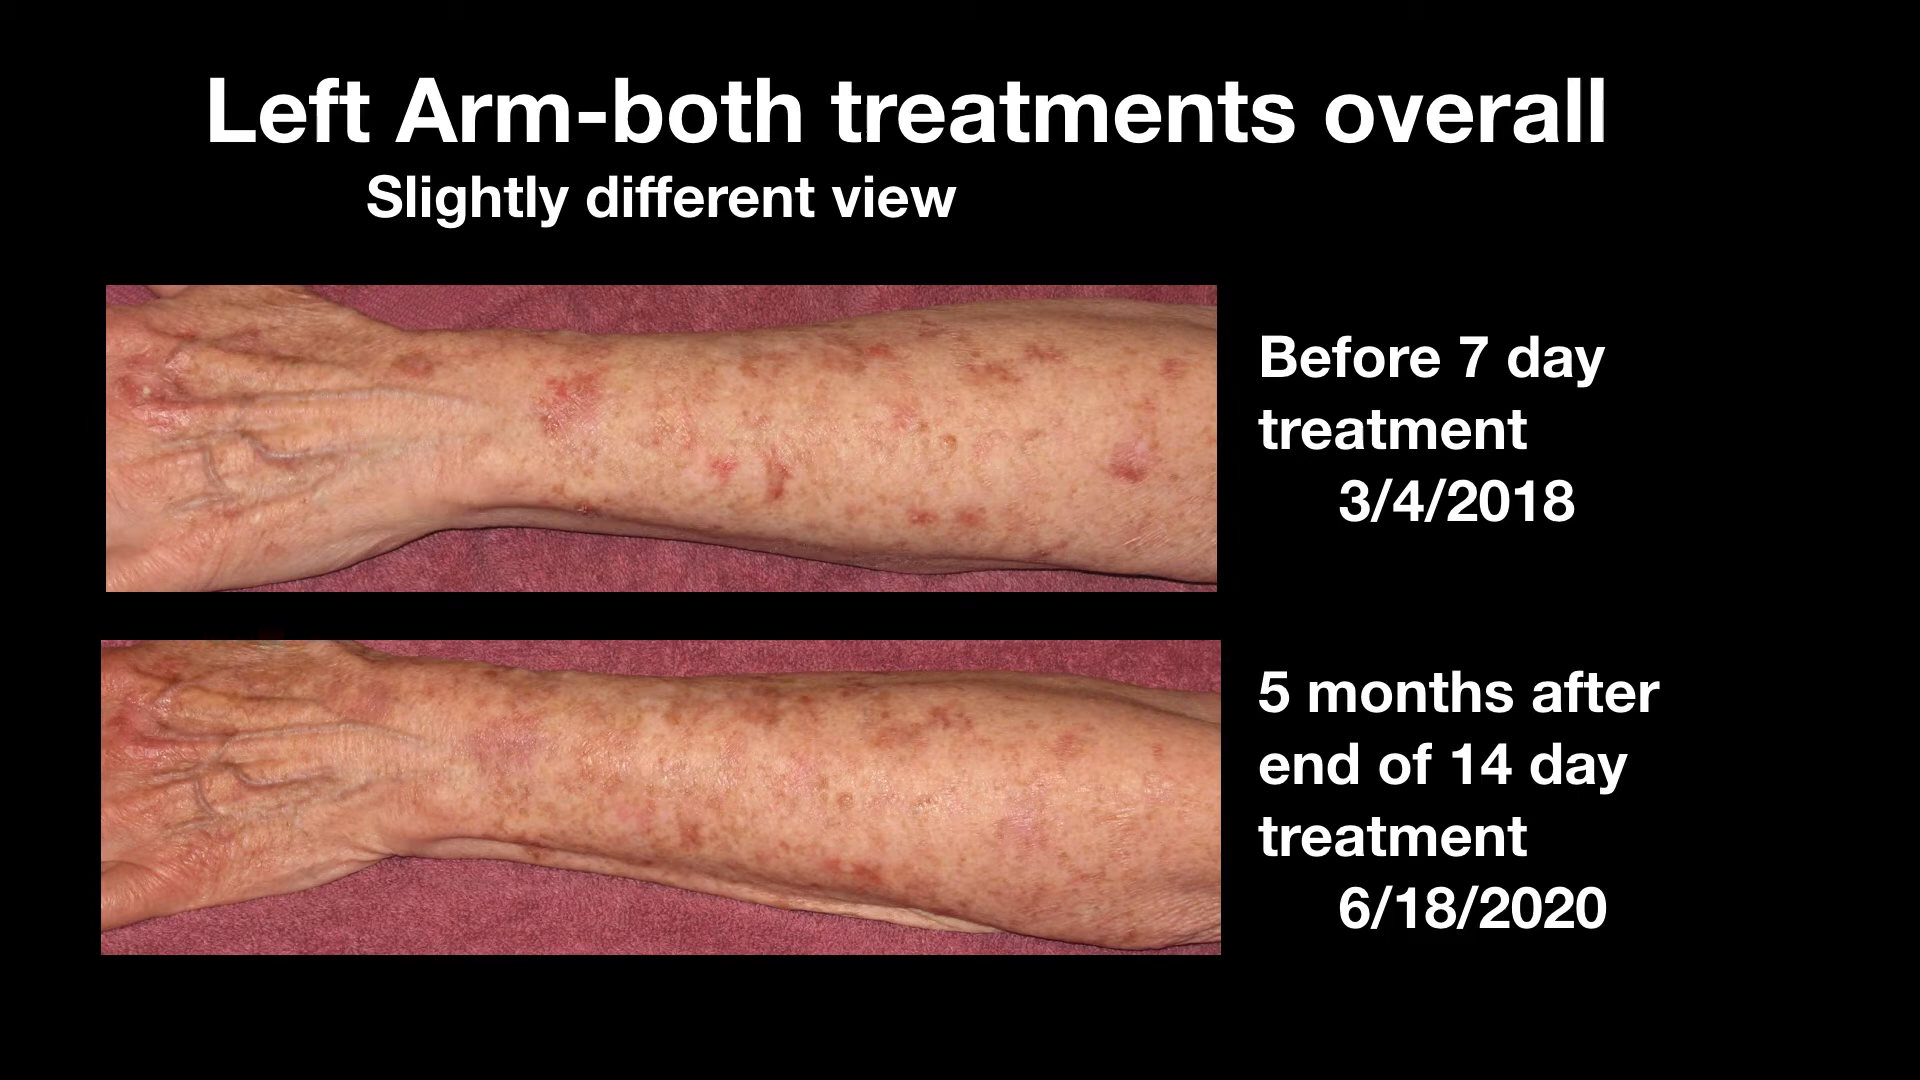 Left Arm-both treatments overall
Slightly different view
Before 7 day
treatment
3/4/2018
5 months after
end of 14 day
treatment
6/18/2020